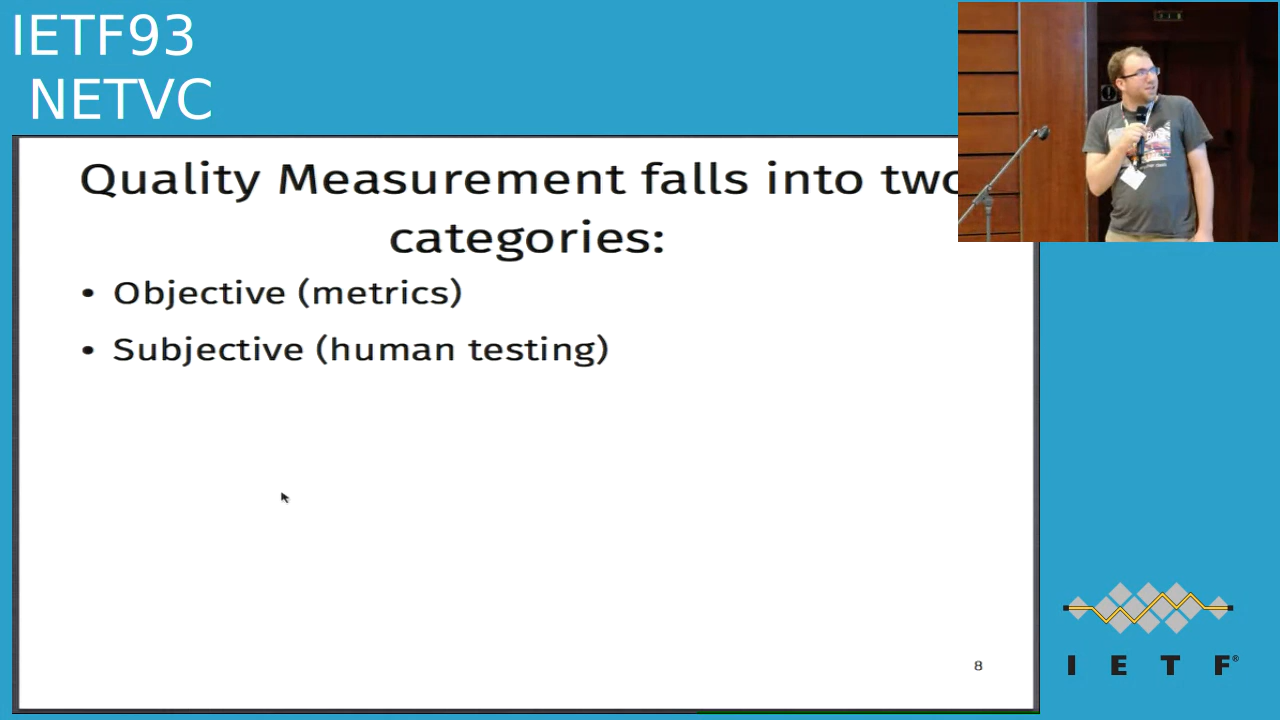 IETF93
NETVC
Quality Measurement falls into two
categories:
• Objective (metrics)
• Subjective (human testing)
8
I E T F®